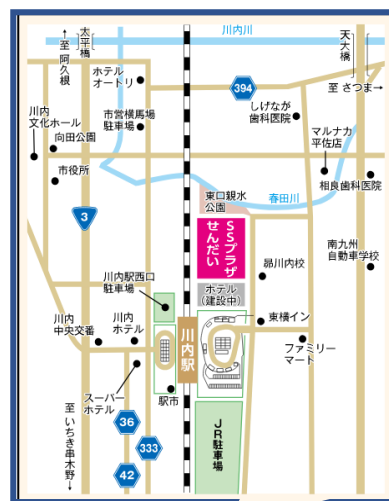 川内川
↑至 阿久根
太平橋
天大橋
ホテル
オートリ
394
至 さつま→
しげなが
歯科医院
川内
文化ホール
市営横馬場
駐車場
向田公園
マルナカ
平佐店
市役所
相良歯科医院
東口親水
公園
春田川
3
SSプラザ
せんだい
南九州
自動車学校
昴川内校
川内駅西口
駐車場
ホテル
(建設中)
川内
中央交番
川内
ホテル
川内駅
東横イン
ファミリー
マート
スーパー
ホテル
駅市
至 いちき串木野↓
36
333
42
JR駐車場